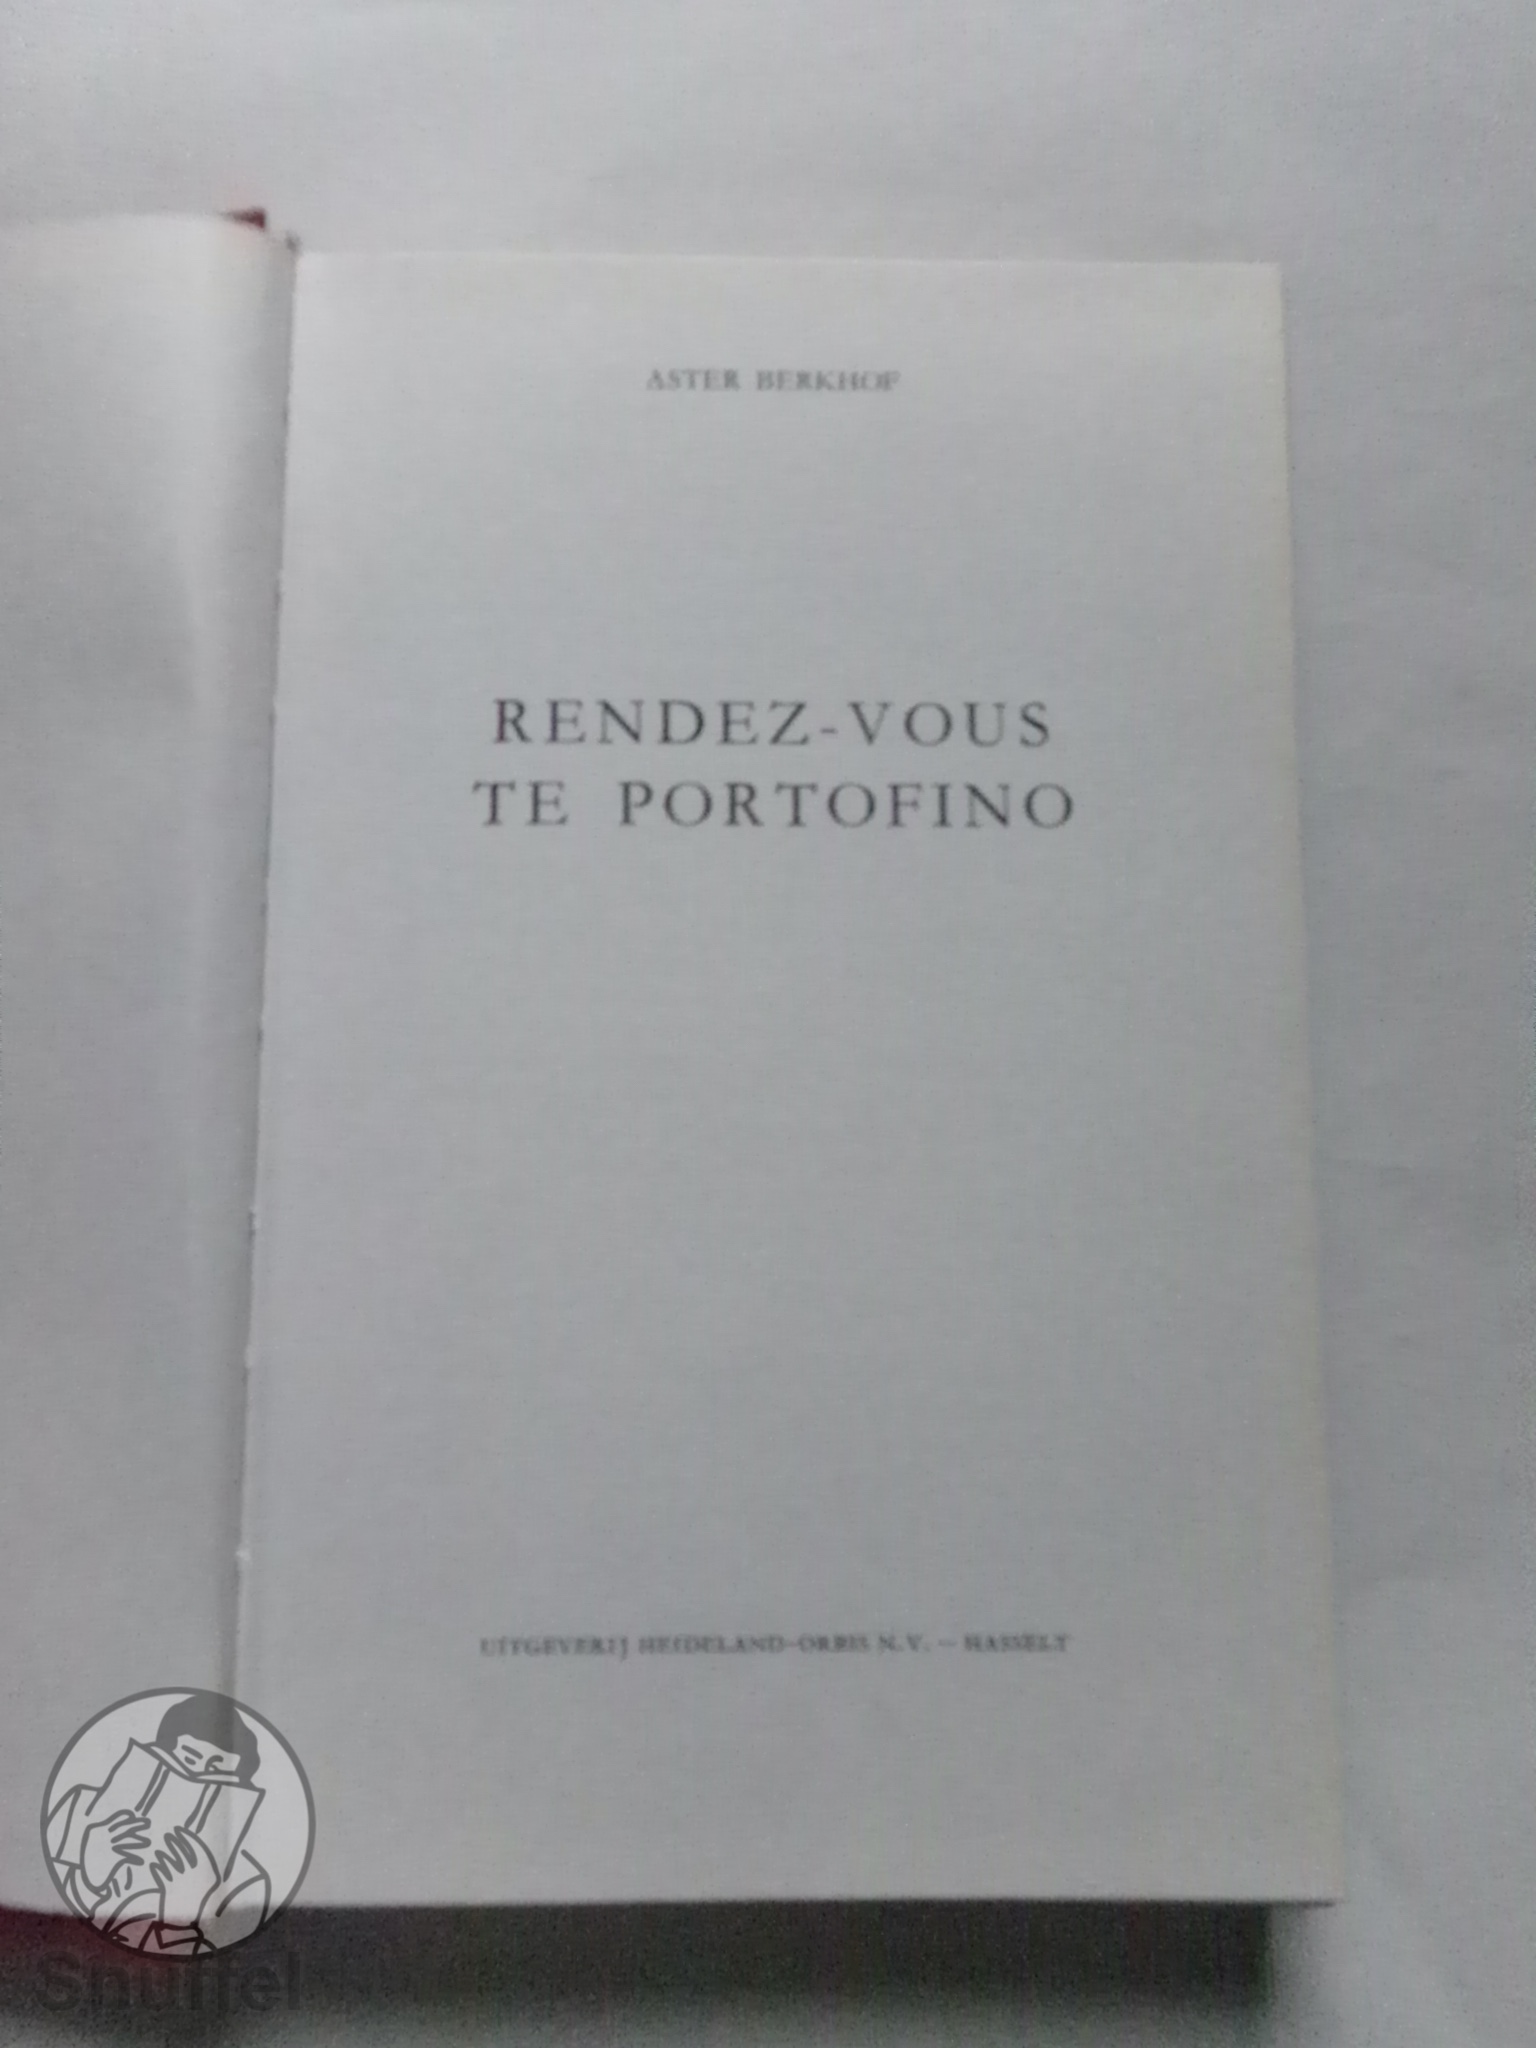 ASTER BERKHOF
RENDEZ-VOUS
TE PORTOFINO
UITGEVERIJ HEIDELAND-ORBIS N.V. – HASSELT
Snuffel